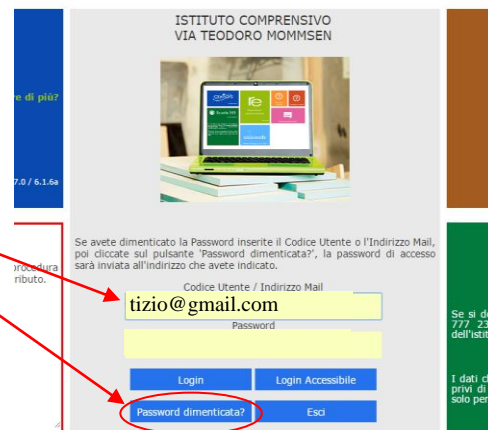 ISTITUTO COMPRENSIVO
VIA TEODORO MOMMSEN
re di più?
7.0 / 6.1.6a
procedura
ributo.
Se avete dimenticato la Password inserite il Codice Utente o l'Indirizzo Mail,
poi cliccate sul pulsante 'Password dimenticata?', la password di accesso
sarà inviata all'indirizzo che avete indicato.
Codice Utente / Indirizzo Mail
tizio@gmail.com
Password
Login
Login Accessibile
Password dimenticata?
Esci
Se si de
777 23
dell'istit
I dati c
privi di
solo per